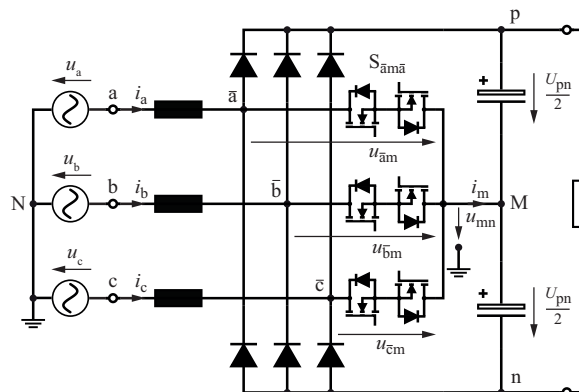 p
u_a
a
i_a
ā
S_āmā
u_ām
+
U_pn
2
u_b
N
b
i_b
b̄
u_b̄m
i_m
M
u_mn
u_c
c
i_c
c̄
u_c̄m
+
U_pn
2
n